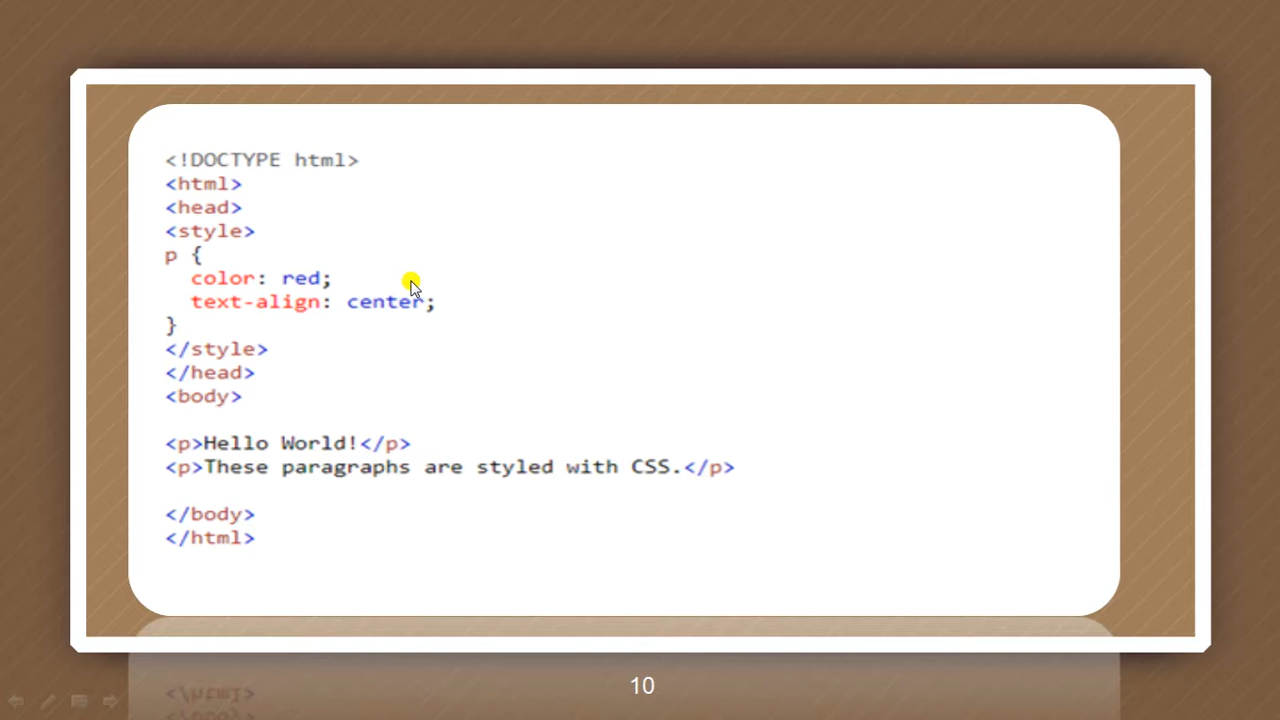 <!DOCTYPE html>
<html>
<head>
<style>
p {
  color: red;
  text-align: center;
}
</style>
</head>
<body>

<p>Hello World!</p>
<p>These paragraphs are styled with CSS.</p>

</body>
</html>
10